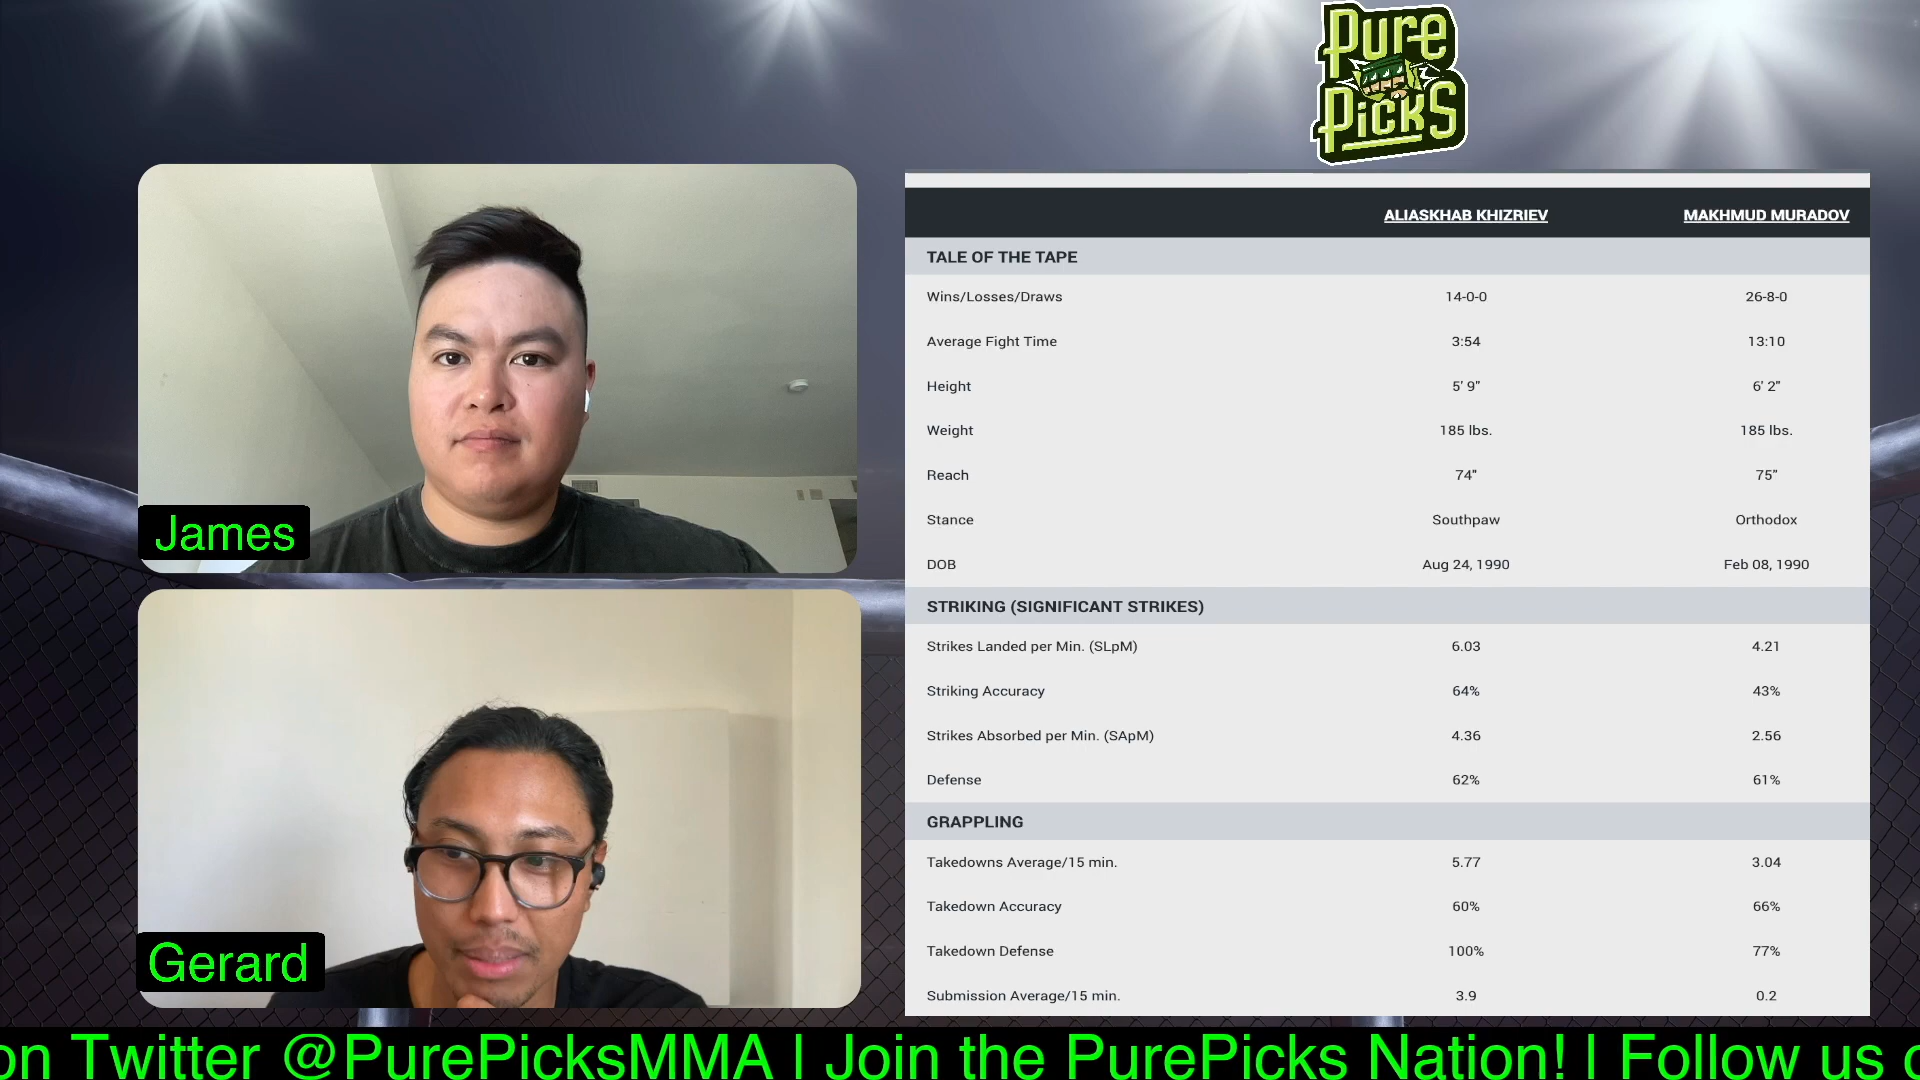 Pure
Picks
James
Gerard
ALIASKHAB KHIZRIEV MAKHMUD MURADOV
TALE OF THE TAPE
Wins/Losses/Draws 14-0-0 26-8-0
Average Fight Time 3:54 13:10
Height 5' 9" 6' 2"
Weight 185 lbs. 185 lbs.
Reach 74" 75"
Stance Southpaw Orthodox
DOB Aug 24, 1990 Feb 08, 1990
STRIKING (SIGNIFICANT STRIKES)
Strikes Landed per Min. (SLpM) 6.03 4.21
Striking Accuracy 64% 43%
Strikes Absorbed per Min. (SApM) 4.36 2.56
Defense 62% 61%
GRAPPLING
Takedowns Average/15 min. 5.77 3.04
Takedown Accuracy 60% 66%
Takedown Defense 100% 77%
Submission Average/15 min. 3.9 0.2
on Twitter @PurePicksMMA | Join the PurePicks Nation! | Follow us o